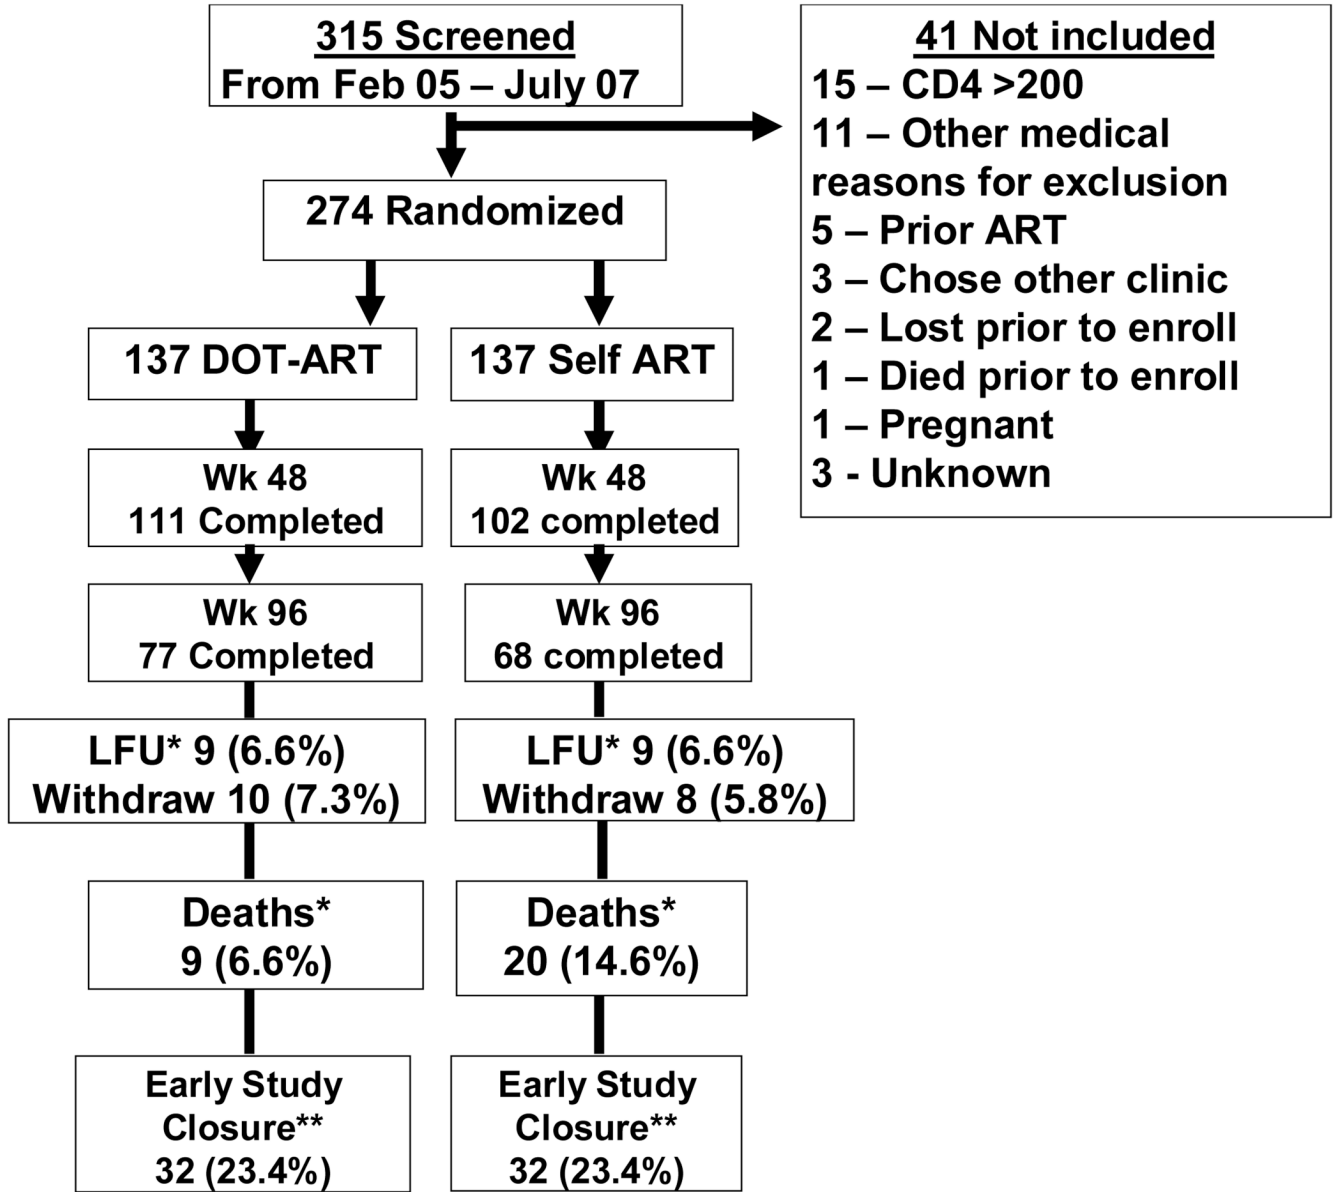 315 Screened
From Feb 05 – July 07
41 Not included
15 – CD4 >200
11 – Other medical
reasons for exclusion
5 – Prior ART
3 – Chose other clinic
2 – Lost prior to enroll
1 – Died prior to enroll
1 – Pregnant
3 - Unknown
274 Randomized
137 DOT-ART
137 Self ART
Wk 48
111 Completed
Wk 48
102 completed
Wk 96
77 Completed
Wk 96
68 completed
LFU* 9 (6.6%)
Withdraw 10 (7.3%)
LFU* 9 (6.6%)
Withdraw 8 (5.8%)
Deaths*
9 (6.6%)
Deaths*
20 (14.6%)
Early Study
Closure**
32 (23.4%)
Early Study
Closure**
32 (23.4%)